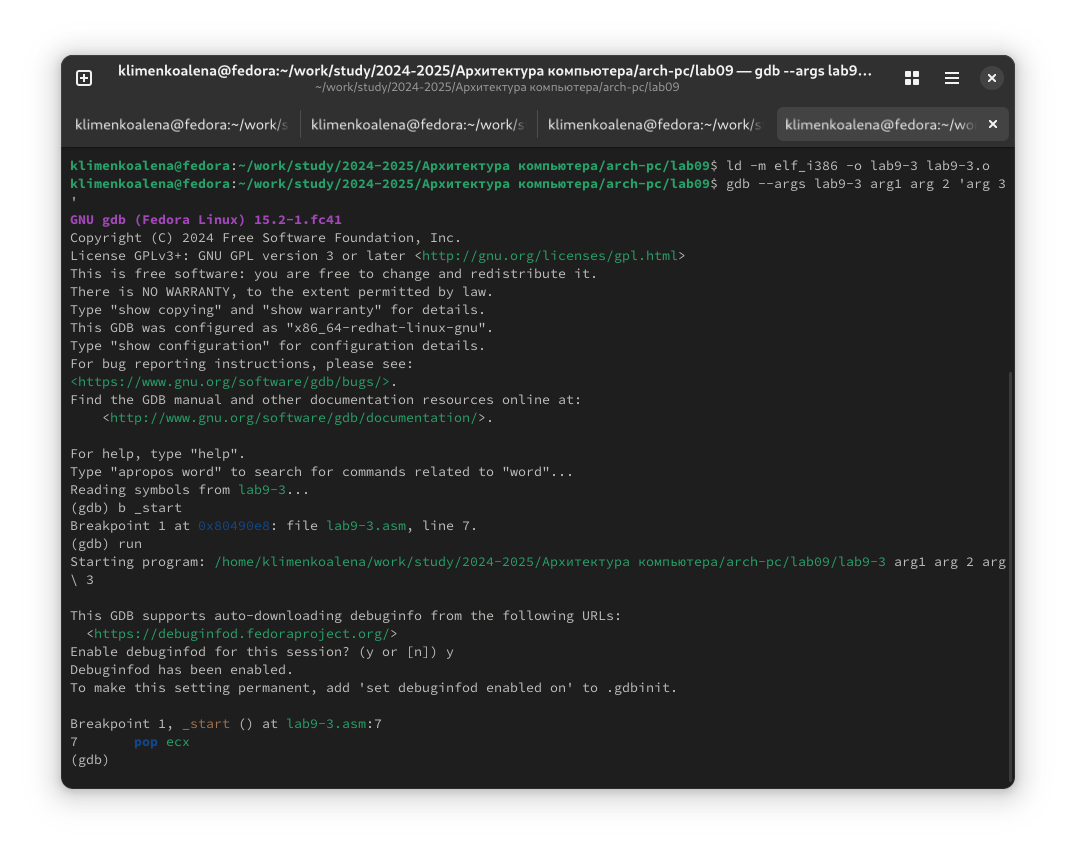 klimenkoalena@fedora:~/work/study/2024-2025/Архитектура компьютера/arch-pc/lab09 — gdb --args lab9...
~/work/study/2024-2025/Архитектура компьютера/arch-pc/lab09
klimenkoalena@fedora:~/work/s klimenkoalena@fedora:~/work/s klimenkoalena@fedora:~/work/s klimenkoalena@fedora:~/wo
klimenkoalena@fedora:~/work/study/2024-2025/Архитектура компьютера/arch-pc/lab09$ ld -m elf_i386 -o lab9-3 lab9-3.o
klimenkoalena@fedora:~/work/study/2024-2025/Архитектура компьютера/arch-pc/lab09$ gdb --args lab9-3 arg1 arg 2 'arg 3
'
GNU gdb (Fedora Linux) 15.2-1.fc41
Copyright (C) 2024 Free Software Foundation, Inc.
License GPLv3+: GNU GPL version 3 or later <http://gnu.org/licenses/gpl.html>
This is free software: you are free to change and redistribute it.
There is NO WARRANTY, to the extent permitted by law.
Type "show copying" and "show warranty" for details.
This GDB was configured as "x86_64-redhat-linux-gnu".
Type "show configuration" for configuration details.
For bug reporting instructions, please see:
<https://www.gnu.org/software/gdb/bugs/>.
Find the GDB manual and other documentation resources online at:
    <http://www.gnu.org/software/gdb/documentation/>.
For help, type "help".
Type "apropos word" to search for commands related to "word"...
Reading symbols from lab9-3...
(gdb) b _start
Breakpoint 1 at 0x80490e8: file lab9-3.asm, line 7.
(gdb) run
Starting program: /home/klimenkoalena/work/study/2024-2025/Архитектура компьютера/arch-pc/lab09/lab9-3 arg1 arg 2 arg
\ 3
This GDB supports auto-downloading debuginfo from the following URLs:
  <https://debuginfod.fedoraproject.org/>
Enable debuginfod for this session? (y or [n]) y
Debuginfod has been enabled.
To make this setting permanent, add 'set debuginfod enabled on' to .gdbinit.
Breakpoint 1, _start () at lab9-3.asm:7
7       pop ecx
(gdb)